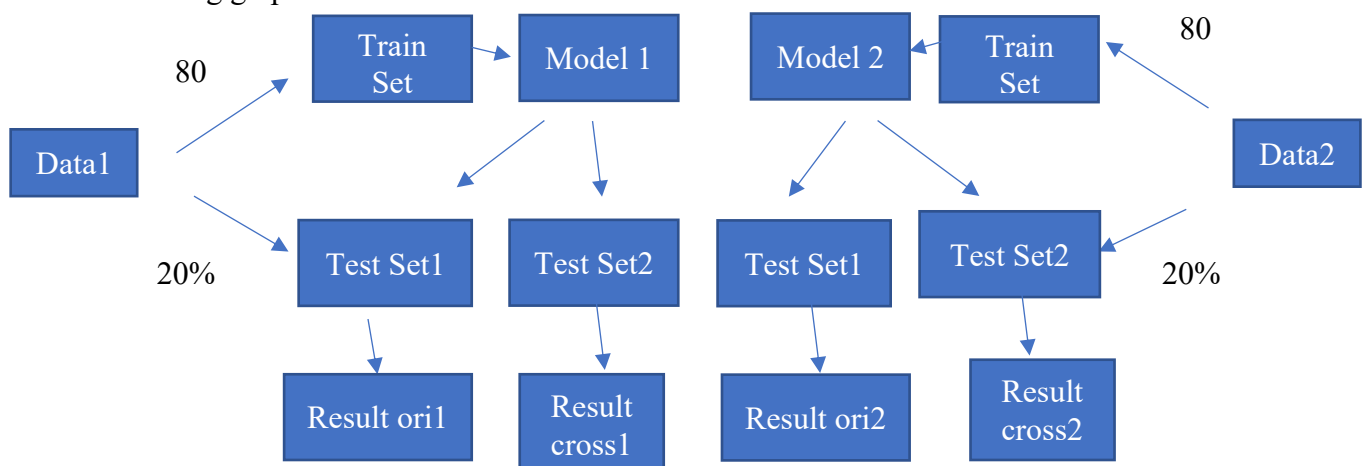 80
Train
Set
Model 1
Model 2
Train
Set
80
Data1
Data2
20%
Test Set1
Test Set2
Test Set1
Test Set2
20%
Result ori1
Result
cross1
Result ori2
Result
cross2